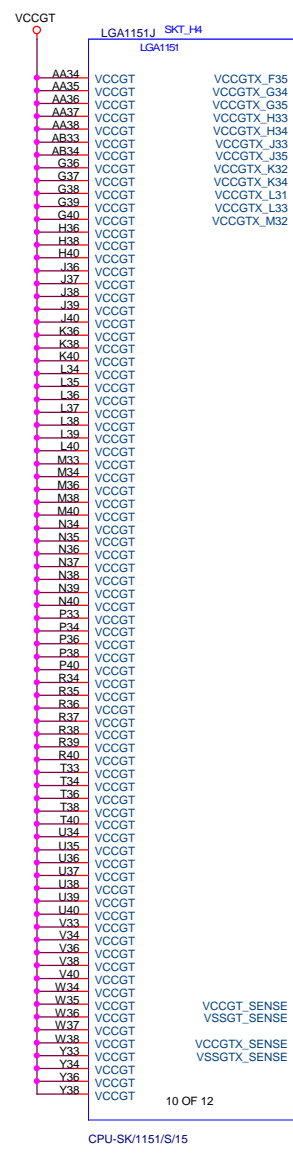 VCCGT
LGA1151J SKT_H4
LGA1151
AA34 VCCGT VCCGTX_F35
AA35 VCCGT VCCGTX_G34
AA36 VCCGT VCCGTX_G35
AA37 VCCGT VCCGTX_H33
AA38 VCCGT VCCGTX_H34
AB33 VCCGT VCCGTX_J33
AB34 VCCGT VCCGTX_J35
G36 VCCGT VCCGTX_K32
G37 VCCGT VCCGTX_K34
G38 VCCGT VCCGTX_L31
G39 VCCGT VCCGTX_L33
G40 VCCGT VCCGTX_M32
H36 VCCGT
H38 VCCGT
H40 VCCGT
J36 VCCGT
J37 VCCGT
J38 VCCGT
J39 VCCGT
J40 VCCGT
K36 VCCGT
K38 VCCGT
K40 VCCGT
L34 VCCGT
L35 VCCGT
L36 VCCGT
L37 VCCGT
L38 VCCGT
L39 VCCGT
L40 VCCGT
M33 VCCGT
M34 VCCGT
M36 VCCGT
M38 VCCGT
M40 VCCGT
N34 VCCGT
N35 VCCGT
N36 VCCGT
N37 VCCGT
N38 VCCGT
N39 VCCGT
N40 VCCGT
P33 VCCGT
P34 VCCGT
P36 VCCGT
P38 VCCGT
P40 VCCGT
R34 VCCGT
R35 VCCGT
R36 VCCGT
R37 VCCGT
R38 VCCGT
R39 VCCGT
R40 VCCGT
T33 VCCGT
T34 VCCGT
T36 VCCGT
T38 VCCGT
T40 VCCGT
U34 VCCGT
U35 VCCGT
U36 VCCGT
U37 VCCGT
U38 VCCGT
U39 VCCGT
U40 VCCGT
V33 VCCGT
V34 VCCGT
V36 VCCGT
V38 VCCGT
V40 VCCGT
W34 VCCGT
W35 VCCGT VCCGT_SENSE
W36 VCCGT VSSGT_SENSE
W37 VCCGT
W38 VCCGT VCCGTX_SENSE
Y33 VCCGT VSSGTX_SENSE
Y34 VCCGT
Y36 VCCGT
Y38 VCCGT 10 OF 12
CPU-SK/1151/S/15